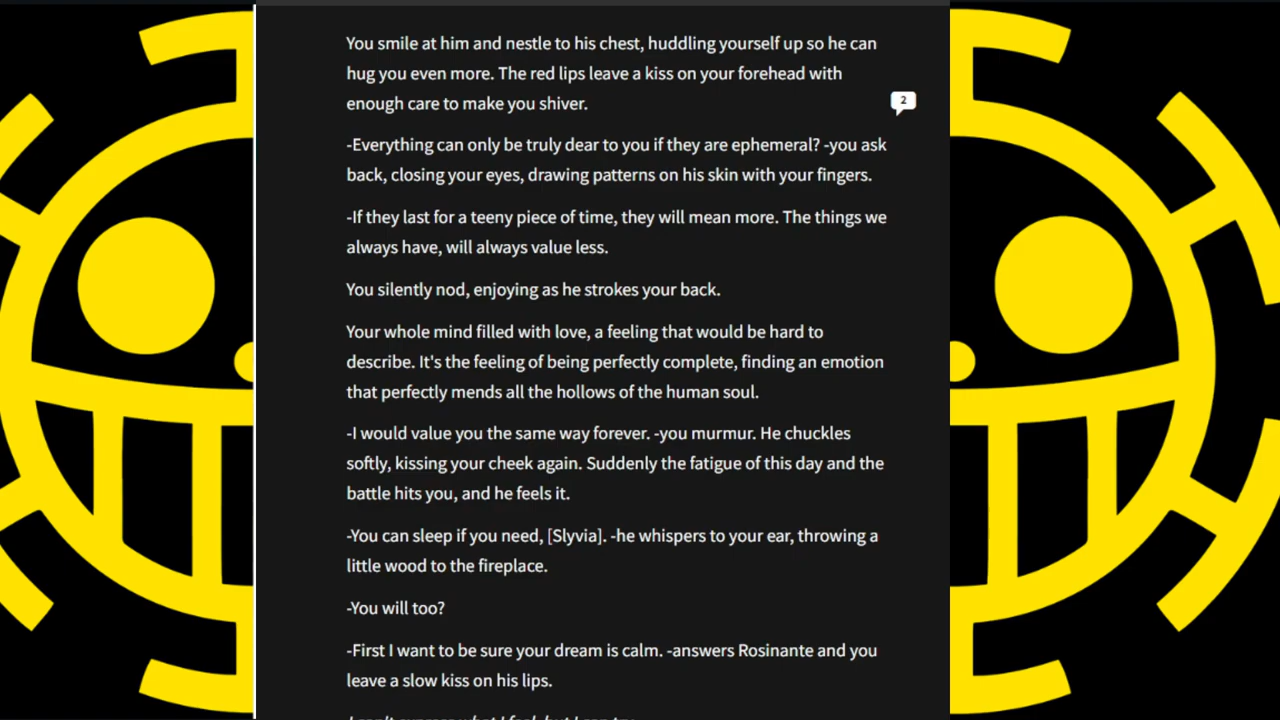 You smile at him and nestle to his chest, huddling yourself up so he can
hug you even more. The red lips leave a kiss on your forehead with
enough care to make you shiver.
2
-Everything can only be truly dear to you if they are ephemeral? -you ask
back, closing your eyes, drawing patterns on his skin with your fingers.
-If they last for a teeny piece of time, they will mean more. The things we
always have, will always value less.
You silently nod, enjoying as he strokes your back.
Your whole mind filled with love, a feeling that would be hard to
describe. It's the feeling of being perfectly complete, finding an emotion
that perfectly mends all the hollows of the human soul.
-I would value you the same way forever. -you murmur. He chuckles
softly, kissing your cheek again. Suddenly the fatigue of this day and the
battle hits you, and he feels it.
-You can sleep if you need, [Slyvia]. -he whispers to your ear, throwing a
little wood to the fireplace.
-You will too?
-First I want to be sure your dream is calm. -answers Rosinante and you
leave a slow kiss on his lips.